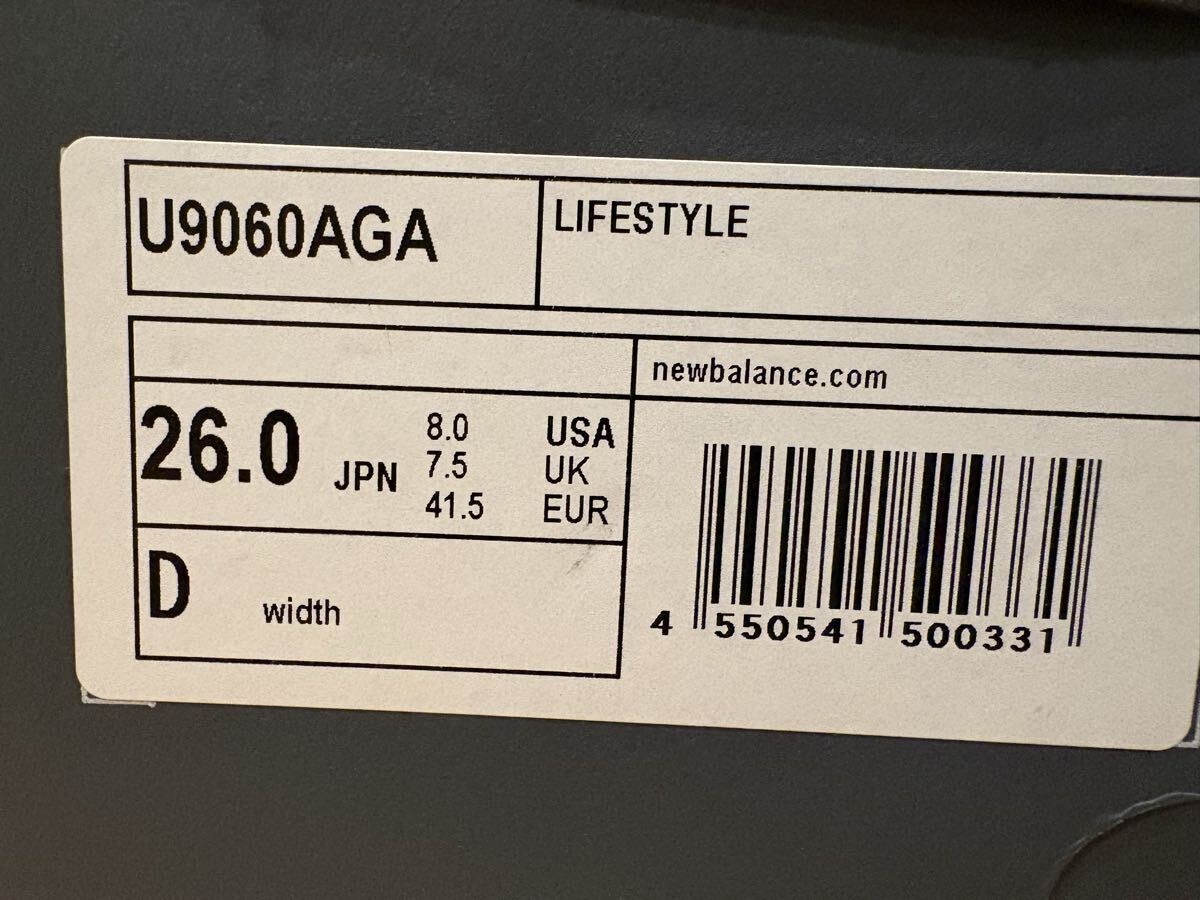 U9060AGA
LIFESTYLE
newbalance.com
26.0 JPN
8.0 USA
7.5 UK
41.5 EUR
D width
4 550541 500331